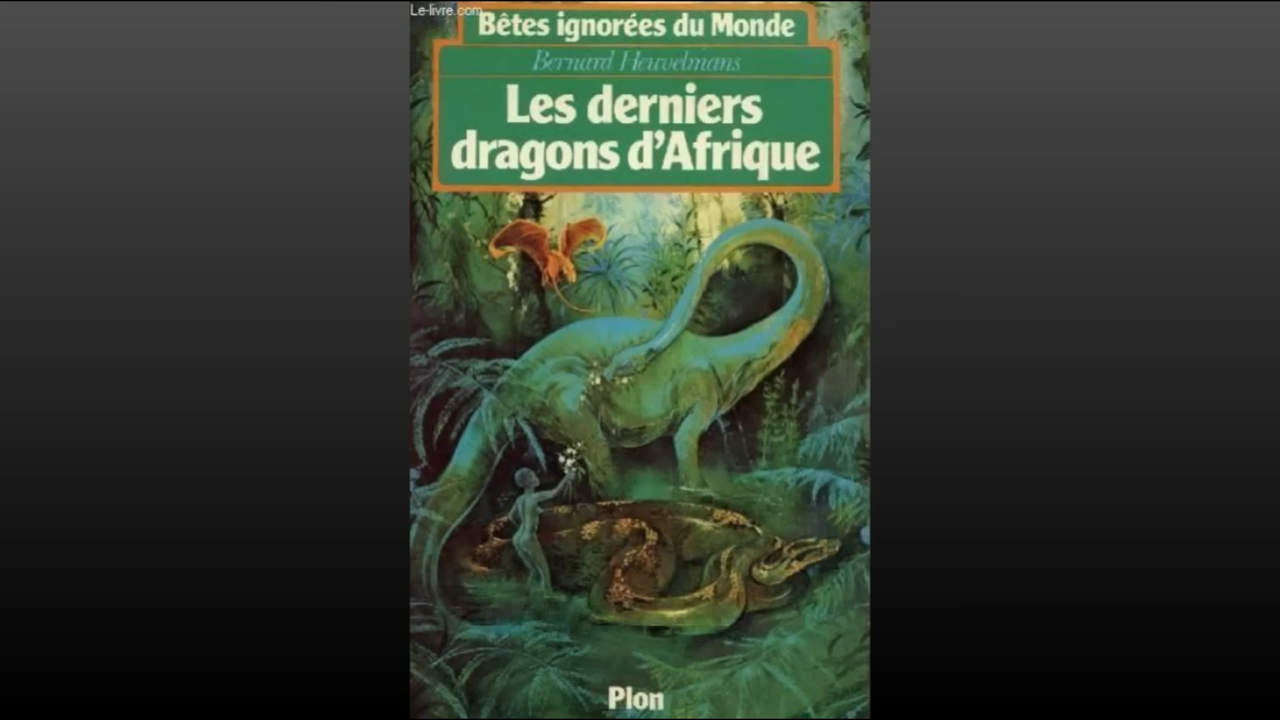 Le-livre.com
Bêtes ignorées du Monde
Bernard Heuvelmans
Les derniers
dragons d'Afrique
Plon